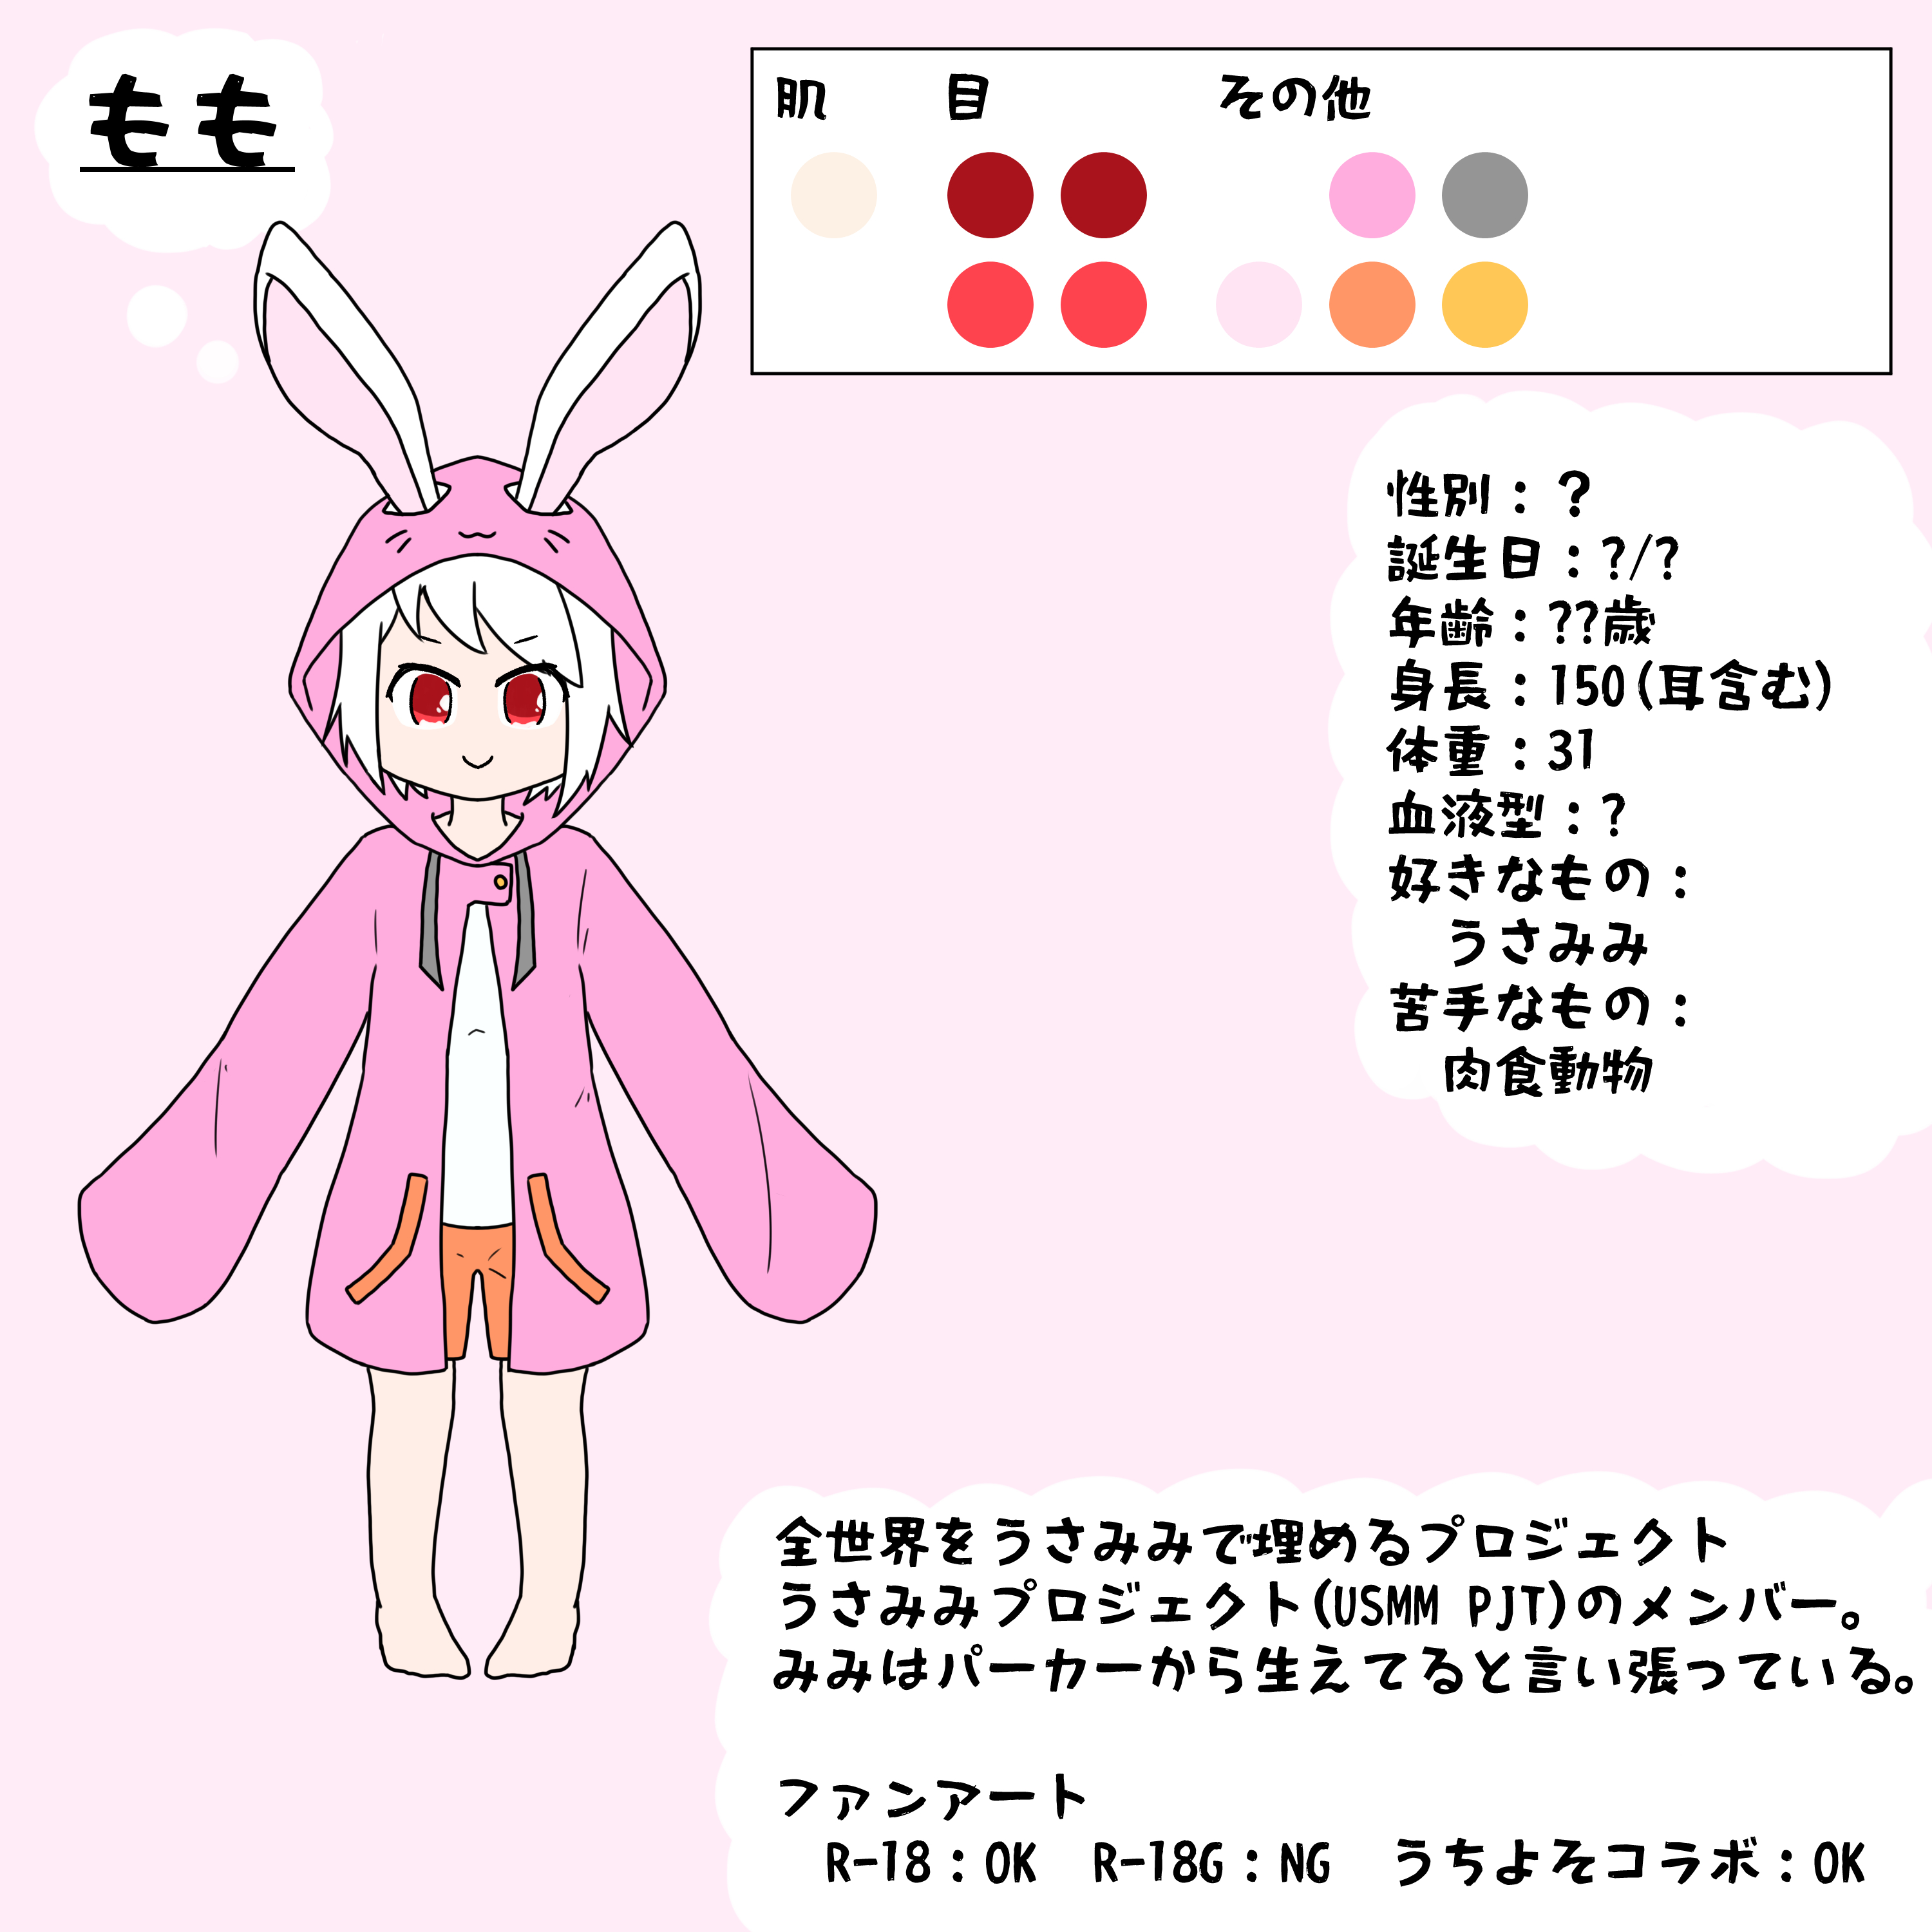 もも
肌 目 その他
性別：？
誕生日：?/?
年齢：??歳
身長：150(耳含む)
体重：31
血液型：?
好きなもの：
うさみみ
苦手なもの：
肉食動物
全世界をうさみみで埋めるプロジェクト
うさみみプロジェクト(USMM PJT)のメンバー。
みみはパーカーから生えてると言い張っている。
ファンアート
R-18：OK R-18G：NG うちよそコラボ：OK